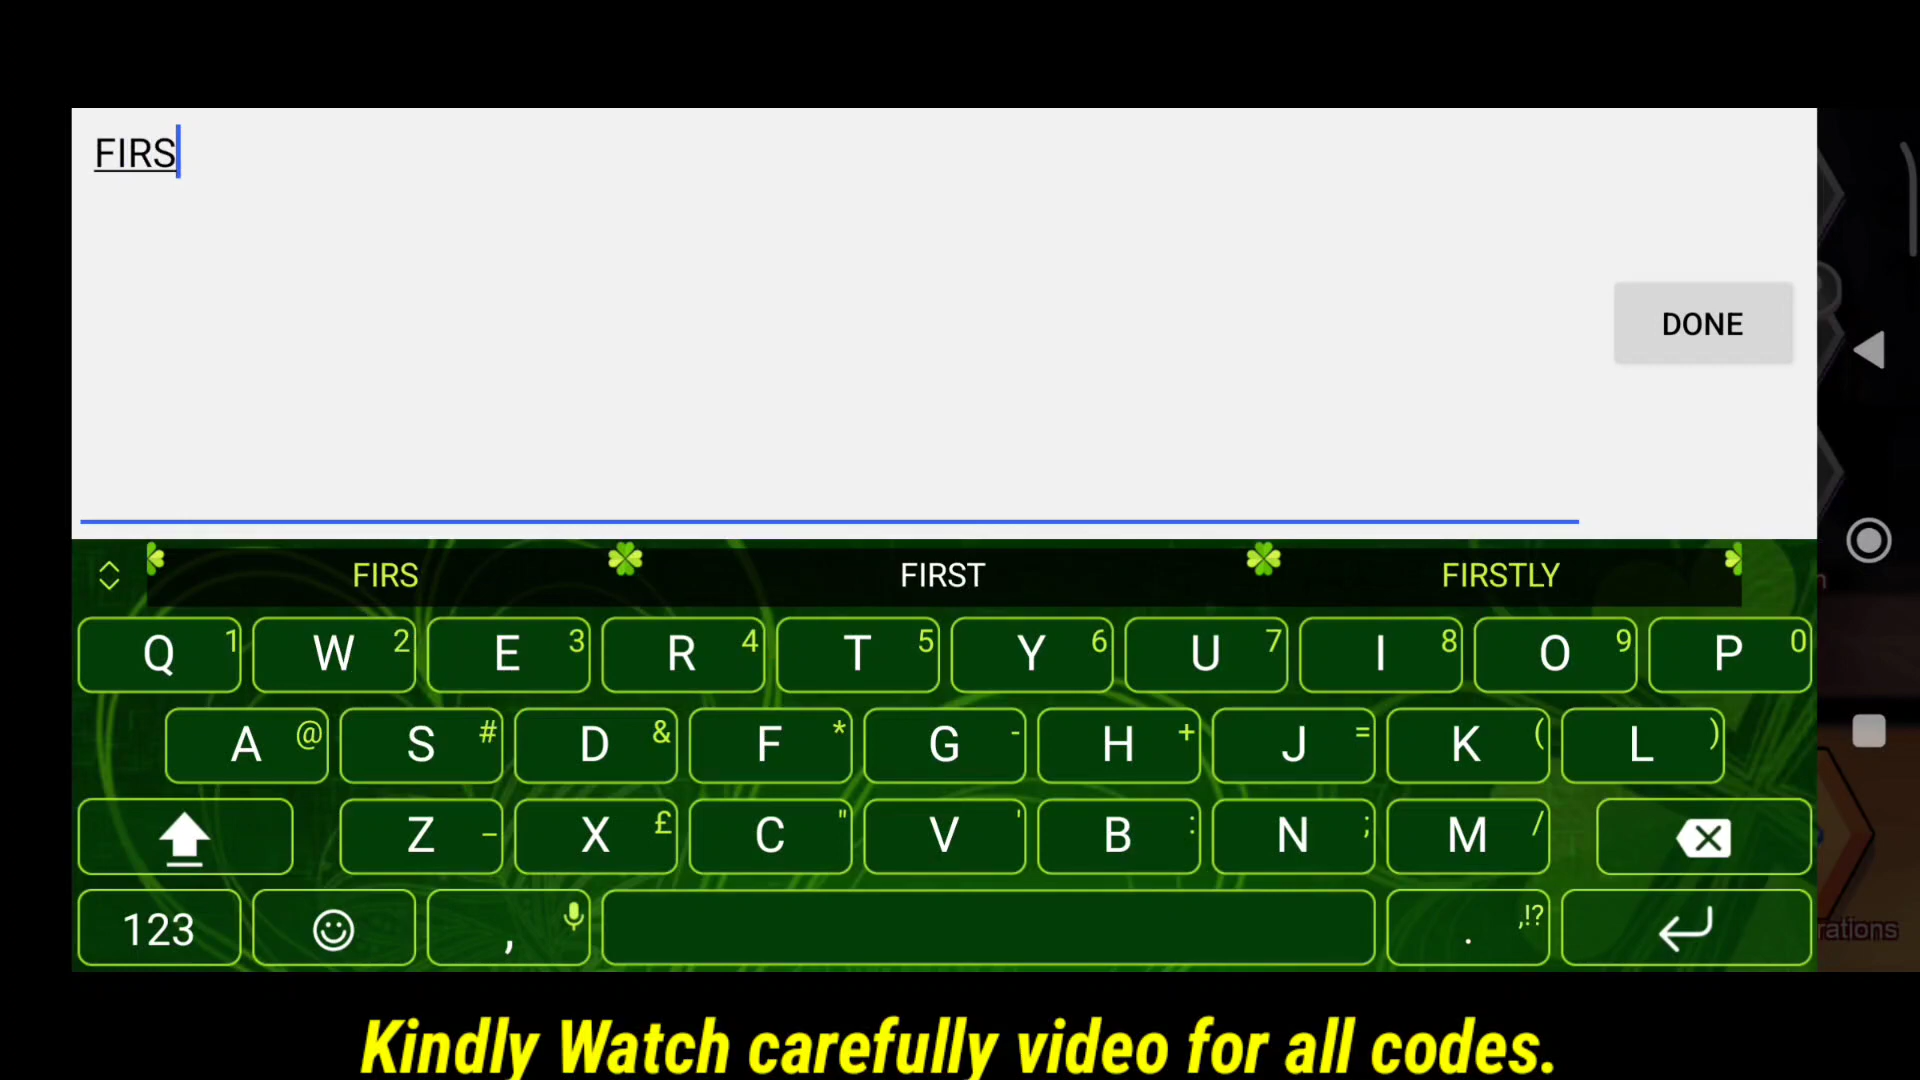 FIRS
DONE
FIRS FIRST FIRSTLY
Q 1 W 2 E 3 R 4 T 5 Y 6 U 7 I 8 O 9 P 0
A @ S # D & F * G - H + J = K ( L )
Z _ X £ C " V ' B : N ; M /
123 , . ,!?
rations
Kindly Watch carefully video for all codes.